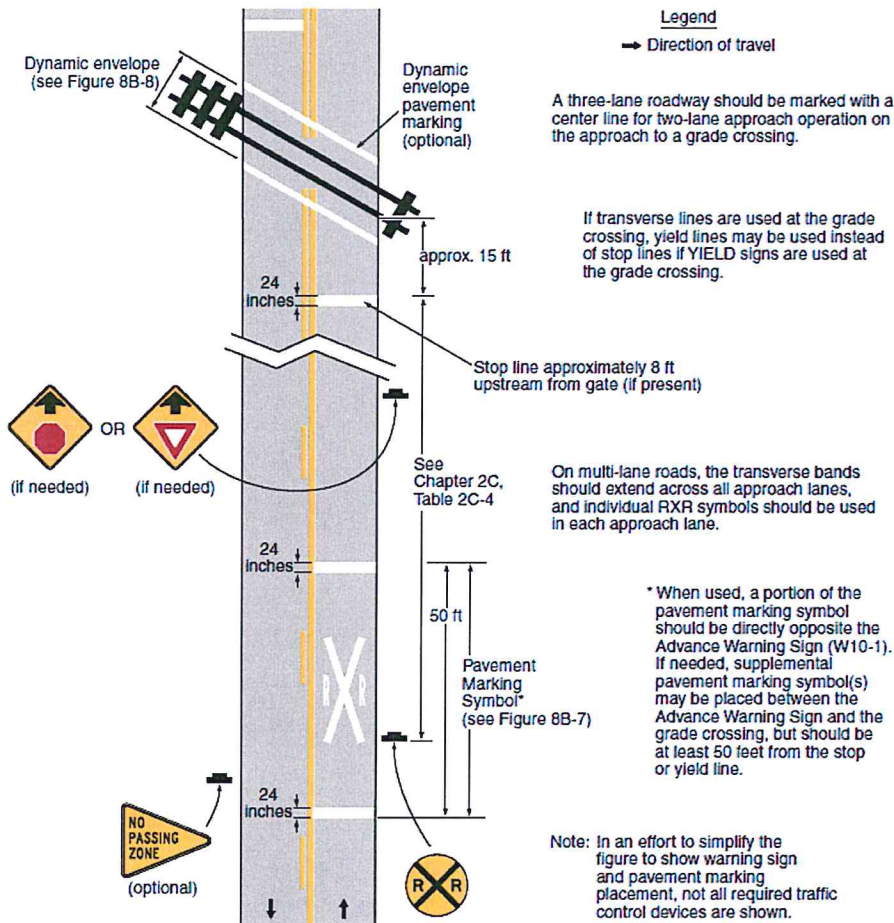 Legend
Direction of travel
Dynamic envelope
(see Figure 8B-8)
Dynamic
envelope
pavement
marking
(optional)
A three-lane roadway should be marked with a
center line for two-lane approach operation on
the approach to a grade crossing.
If transverse lines are used at the grade
crossing, yield lines may be used instead
of stop lines if YIELD signs are used at
the grade crossing.
approx. 15 ft
24
inches
Stop line approximately 8 ft
upstream from gate (if present)
OR
(if needed)
(if needed)
See
Chapter 2C,
Table 2C-4
On multi-lane roads, the transverse bands
should extend across all approach lanes,
and individual RXR symbols should be used
in each approach lane.
24
inches
50 ft
* When used, a portion of the
pavement marking symbol
should be directly opposite the
Advance Warning Sign (W10-1).
If needed, supplemental
pavement marking symbol(s)
may be placed between the
Advance Warning Sign and the
grade crossing, but should be
at least 50 feet from the stop
or yield line.
R R
Pavement
Marking
Symbol*
(see Figure 8B-7)
24
inches
NO
PASSING
ZONE
(optional)
R R
Note: In an effort to simplify the
figure to show warning sign
and pavement marking
placement, not all required traffic
control devices are shown.